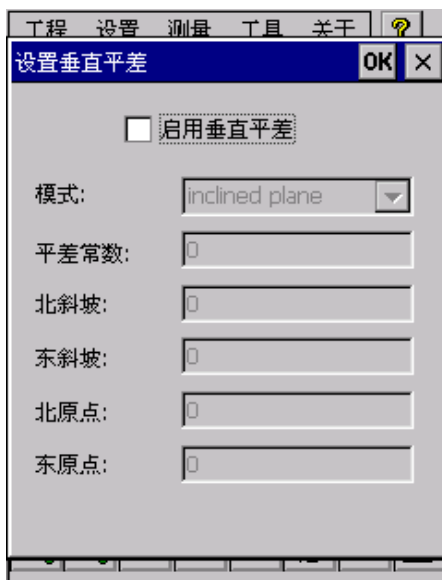 工程 设置 测量 工具 关于 ?
设置垂直平差 OK ×
启用垂直平差
模式: inclined plane
平差常数: 0
北斜坡: 0
东斜坡: 0
北原点: 0
东原点: 0